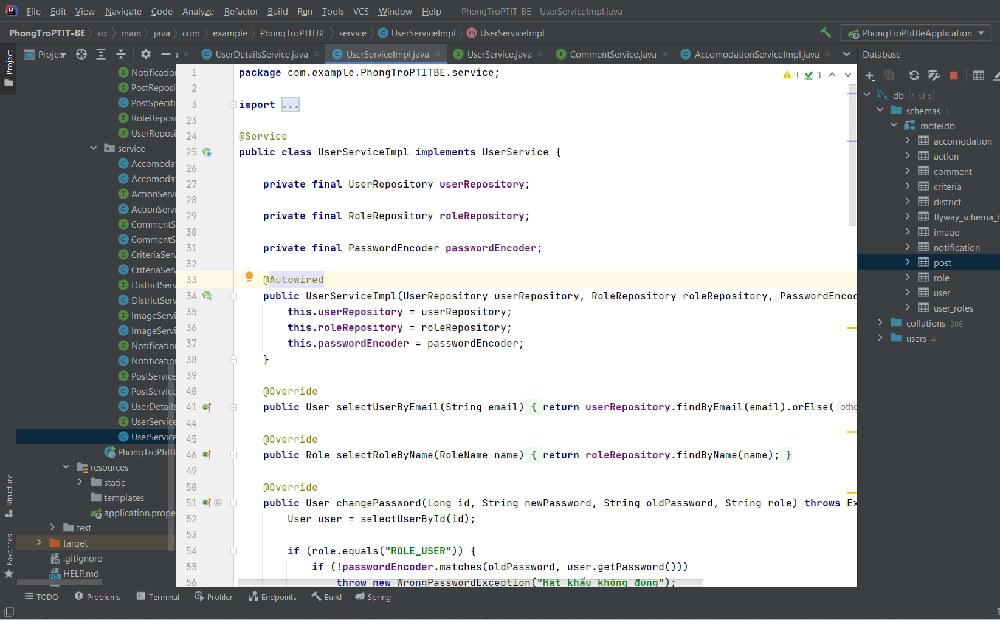 File Edit View Navigate Code Analyze Refactor Build Run Tools VCS Window Help PhongTroPTIT-BE - UserServiceImpl.java
PhongTroPTIT-BE src main java com example PhongTroPTITBE service UserServiceImpl UserServiceImpl PhongTroPtitBeApplication
Proje... UserDetailsService.java UserServiceImpl.java UserService.java CommentService.java AccomodationServiceImpl.java Database
Project
Structure
Favorites
Notification
PostReposi
PostSpecifi
RoleReposi
UserReposi
service
Accomoda
Accomoda
ActionServi
ActionServi
CommentS
CommentS
CriteriaServ
CriteriaServ
DistrictServ
DistrictServ
ImageServi
ImageServi
Notification
Notification
PostService
PostService
UserDetails
UserService
UserService
PhongTroPtitB
resources
static
templates
application.prope
test
target
.gitignore
HELP.md
3 3
1 package com.example.PhongTroPTITBE.service;
2
3 import ...
23
24 @Service
25 public class UserServiceImpl implements UserService {
26
27 private final UserRepository userRepository;
28
29 private final RoleRepository roleRepository;
30
31 private final PasswordEncoder passwordEncoder;
32
33 @Autowired
34 public UserServiceImpl(UserRepository userRepository, RoleRepository roleRepository, PasswordEncod
35 this.userRepository = userRepository;
36 this.roleRepository = roleRepository;
37 this.passwordEncoder = passwordEncoder;
38 }
39
40 @Override
41 public User selectUserByEmail(String email) { return userRepository.findByEmail(email).orElse( othe
44
45 @Override
46 public Role selectRoleByName(RoleName name) { return roleRepository.findByName(name); }
49
50 @Override
51 public User changePassword(Long id, String newPassword, String oldPassword, String role) throws Ex
52 User user = selectUserById(id);
53
54 if (role.equals("ROLE_USER")) {
55 if (!passwordEncoder.matches(oldPassword, user.getPassword()))
56 throw new WrongPasswordException("Mật khẩu không đúng");
db 1 of 5
schemas 1
moteldb
accomodation
action
comment
criteria
district
flyway_schema_h
image
notification
post
role
user
user_roles
collations 286
users 4
TODO Problems Terminal Profiler Endpoints Build Spring